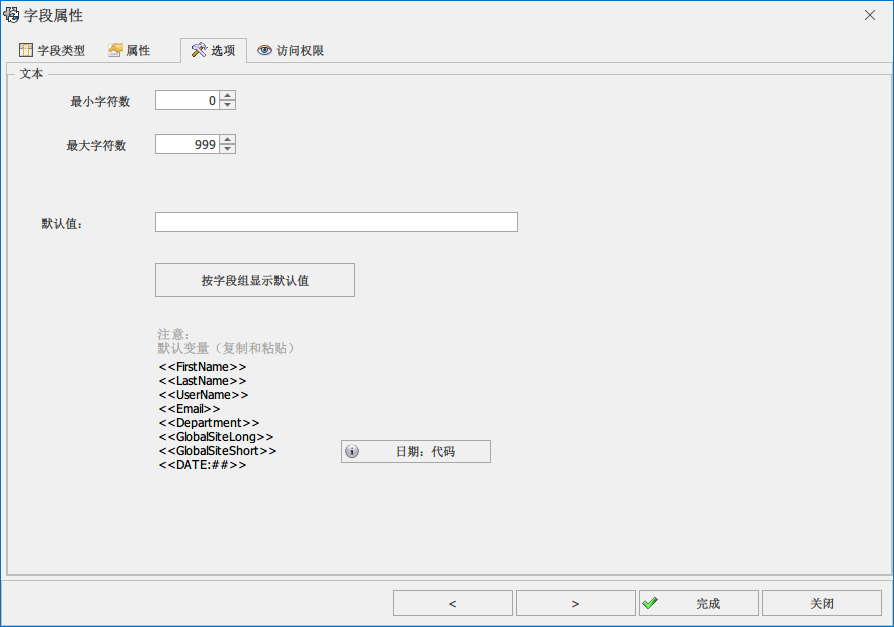 字段属性
字段类型 属性 选项 访问权限
文本
最小字符数 0
最大字符数 999
默认值:
按字段组显示默认值
注意:
默认变量（复制和粘贴）
<<FirstName>>
<<LastName>>
<<UserName>>
<<Email>>
<<Department>>
<<GlobalSiteLong>>
<<GlobalSiteShort>>
<<DATE:##>>
日期：代码
< > 完成 关闭